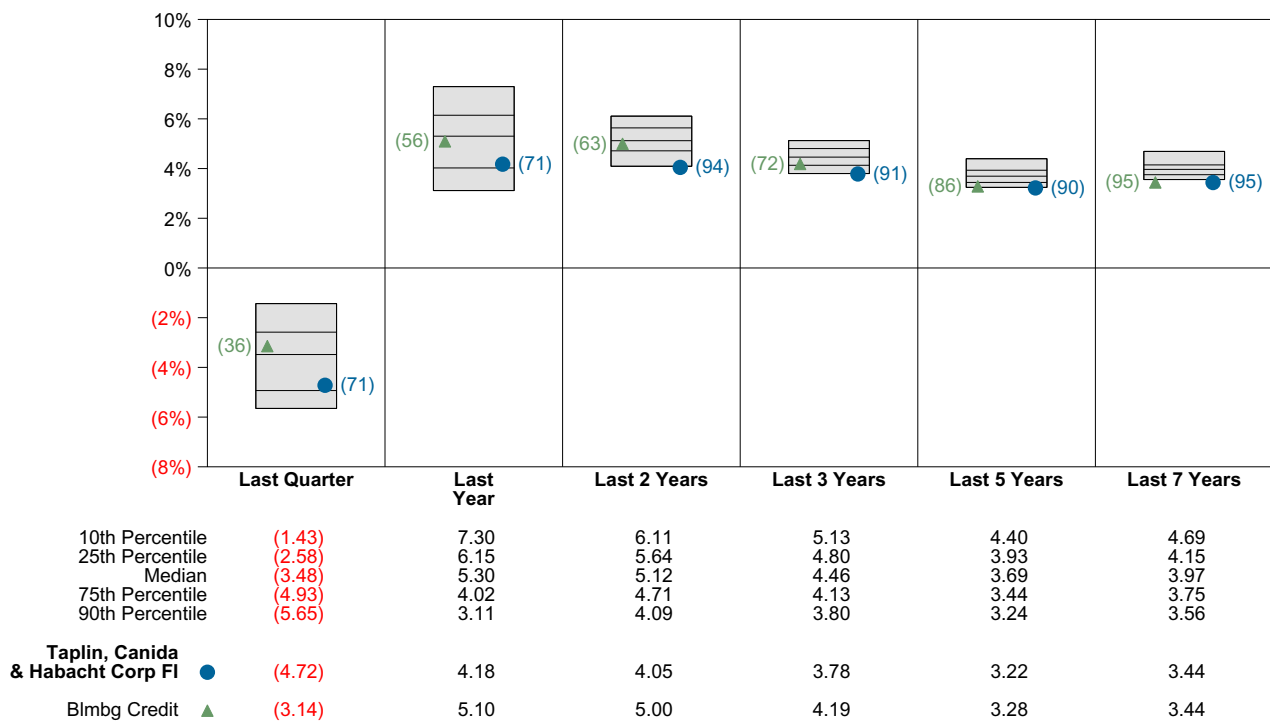 10%
8%
6%
4%
2%
0%
(2%)
(4%)
(6%)
(8%)
(36)
(71)
(56)
(71)
(63)
(94)
(72)
(91)
(86)
(90)
(95)
(95)
Last Quarter Last Year Last 2 Years Last 3 Years Last 5 Years Last 7 Years
10th Percentile (1.43) 7.30 6.11 5.13 4.40 4.69
25th Percentile (2.58) 6.15 5.64 4.80 3.93 4.15
Median (3.48) 5.30 5.12 4.46 3.69 3.97
75th Percentile (4.93) 4.02 4.71 4.13 3.44 3.75
90th Percentile (5.65) 3.11 4.09 3.80 3.24 3.56
Taplin, Canida
& Habacht Corp FI (4.72) 4.18 4.05 3.78 3.22 3.44
Blmbg Credit (3.14) 5.10 5.00 4.19 3.28 3.44